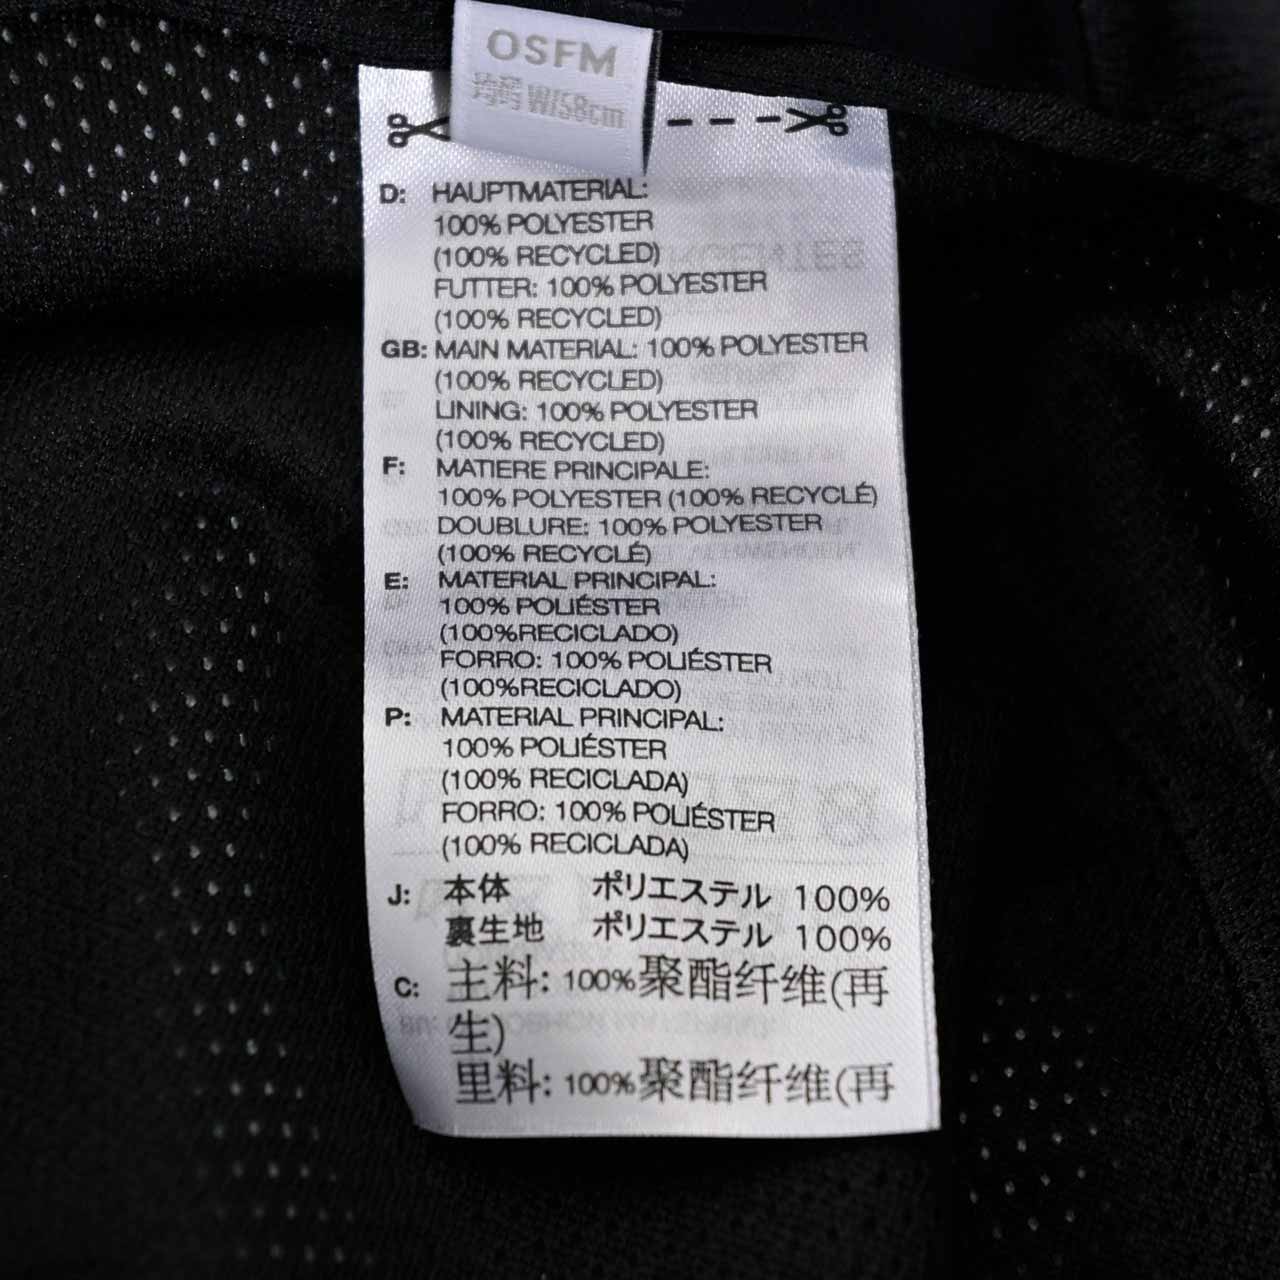 OSFM
均码 W/58cm
D: HAUPTMATERIAL:
100% POLYESTER
(100% RECYCLED)
FUTTER: 100% POLYESTER
(100% RECYCLED)
GB: MAIN MATERIAL: 100% POLYESTER
(100% RECYCLED)
LINING: 100% POLYESTER
(100% RECYCLED)
F: MATIERE PRINCIPALE:
100% POLYESTER (100% RECYCLÉ)
DOUBLURE: 100% POLYESTER
(100% RECYCLÉ)
E: MATERIAL PRINCIPAL:
100% POLIÉSTER
(100%RECICLADO)
FORRO: 100% POLIÉSTER
(100%RECICLADO)
P: MATERIAL PRINCIPAL:
100% POLIÉSTER
(100% RECICLADA)
FORRO: 100% POLIÉSTER
(100% RECICLADA)
J: 本体 ポリエステル 100%
裏生地 ポリエステル 100%
C: 主料: 100%聚酯纤维(再
生)
里料: 100%聚酯纤维(再